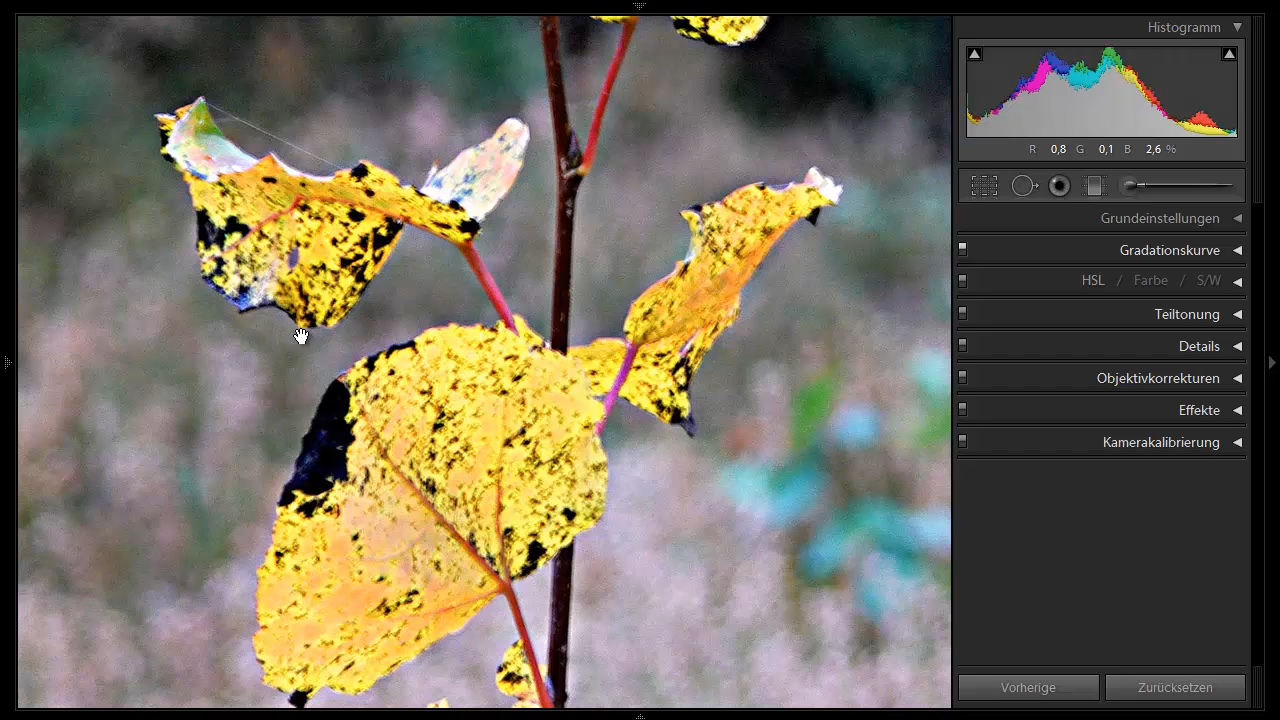 Histogramm
R 0,8 G 0,1 B 2,6 %
Grundeinstellungen
Gradationskurve
HSL / Farbe / S/W
Teiltonung
Details
Objektivkorrekturen
Effekte
Kamerakalibrierung
Vorherige Zurücksetzen